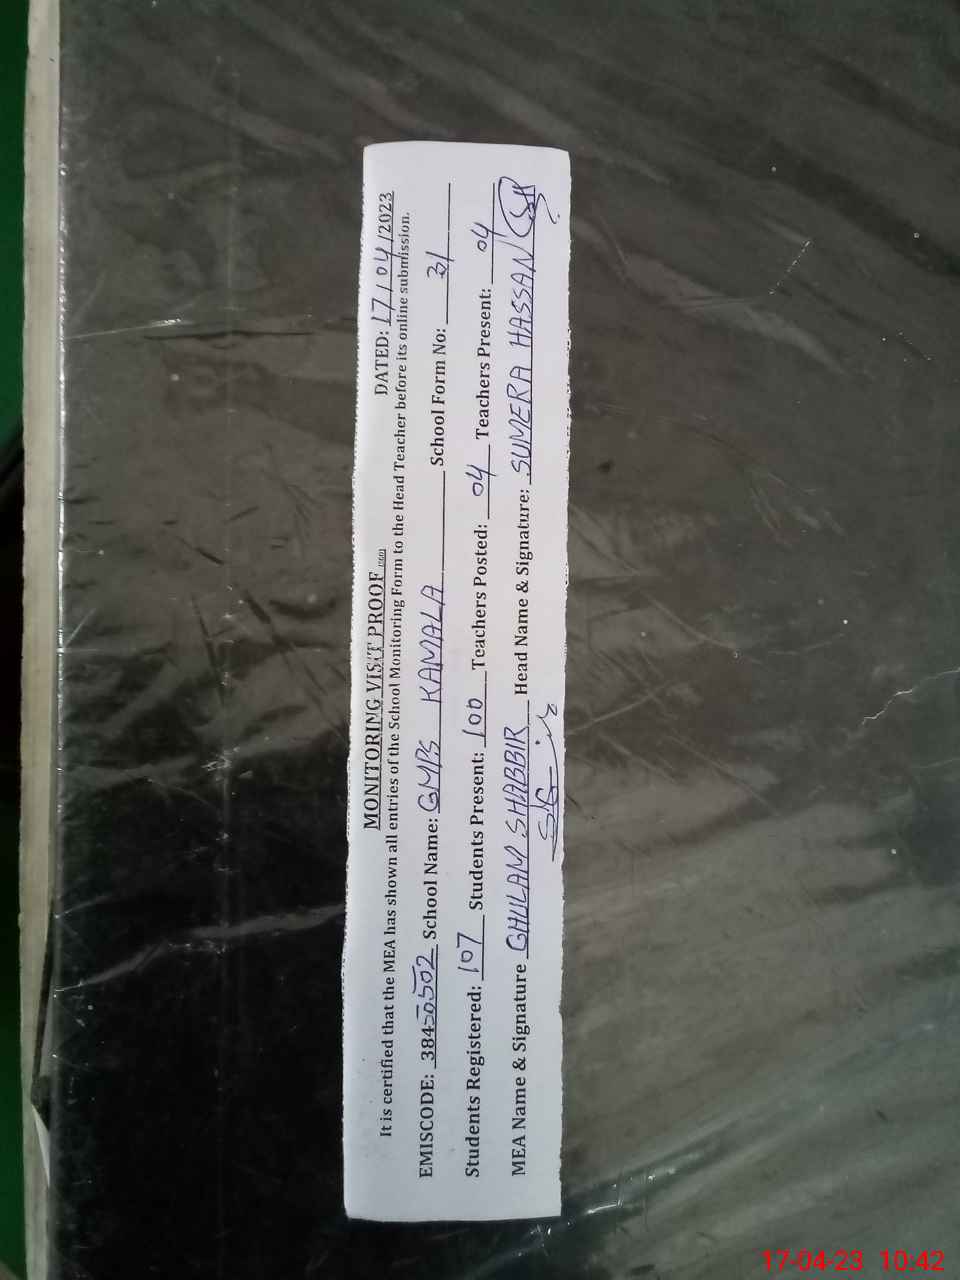 MONITORING VISIT PROOF
DATED: 17/04/2023
It is certified that the MEA has shown all entries of the School Monitoring Form to the Head Teacher before its online submission.
EMISCODE: 38420502 School Name: GMPS KAMALA School Form No: 31
Students Registered: 107 Students Present: 100 Teachers Posted: 04 Teachers Present: 04
MEA Name & Signature GHULAM SHABBIR Head Name & Signature: SUMERA HASSAN
17-04-23 10:42